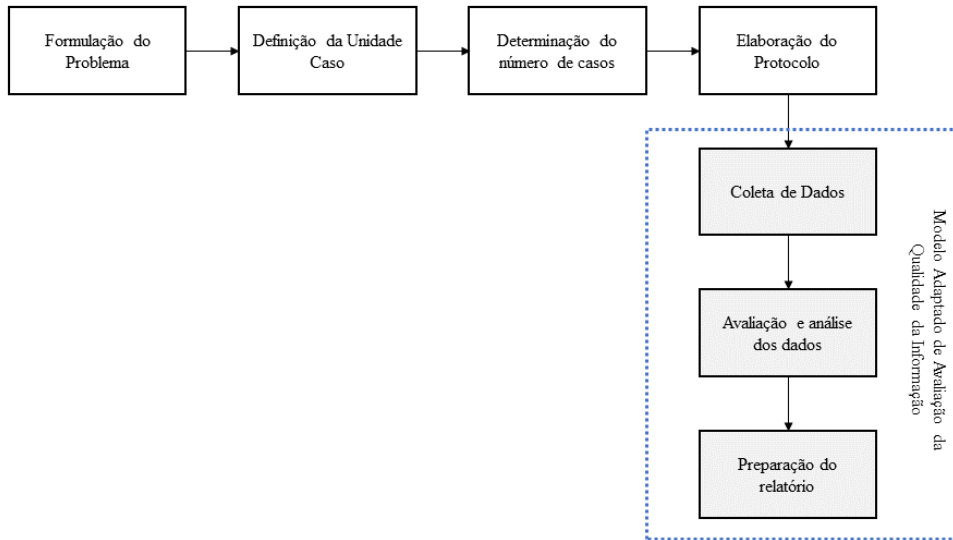 Formulação do
Problema
Definição da Unidade
Caso
Determinação do
número de casos
Elaboração do
Protocolo
Coleta de Dados
Avaliação e análise
dos dados
Preparação do
relatório
Modelo Adaptado de Avaliação da
Qualidade da Informação